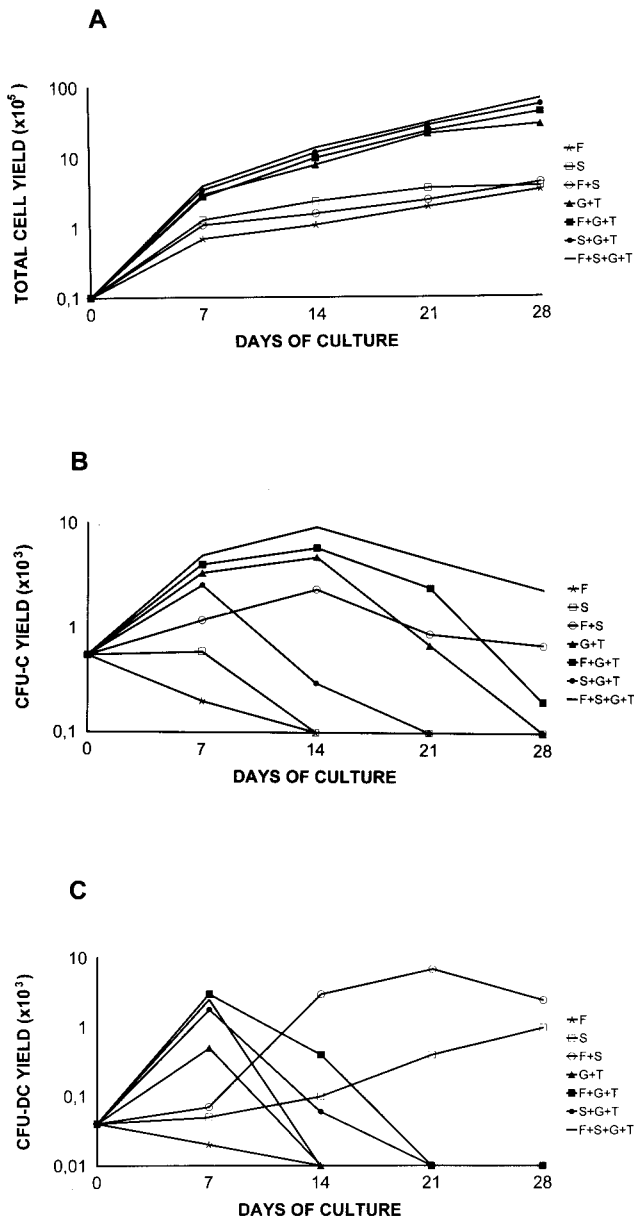 A
TOTAL CELL YIELD (x10⁵)
100
10
1
0,1
0
7
14
21
28
DAYS OF CULTURE
F
S
F+S
G+T
F+G+T
S+G+T
F+S+G+T
B
CFU-C YIELD (x10³)
10
1
0,1
0
7
14
21
28
DAYS OF CULTURE
F
S
F+S
G+T
F+G+T
S+G+T
F+S+G+T
C
CFU-DC YIELD (x10³)
10
1
0,1
0,01
0
7
14
21
28
DAYS OF CULTURE
F
S
F+S
G+T
F+G+T
S+G+T
F+S+G+T